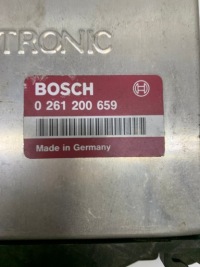 TRONIC
BOSCH
0 261 200 659
Made in Germany